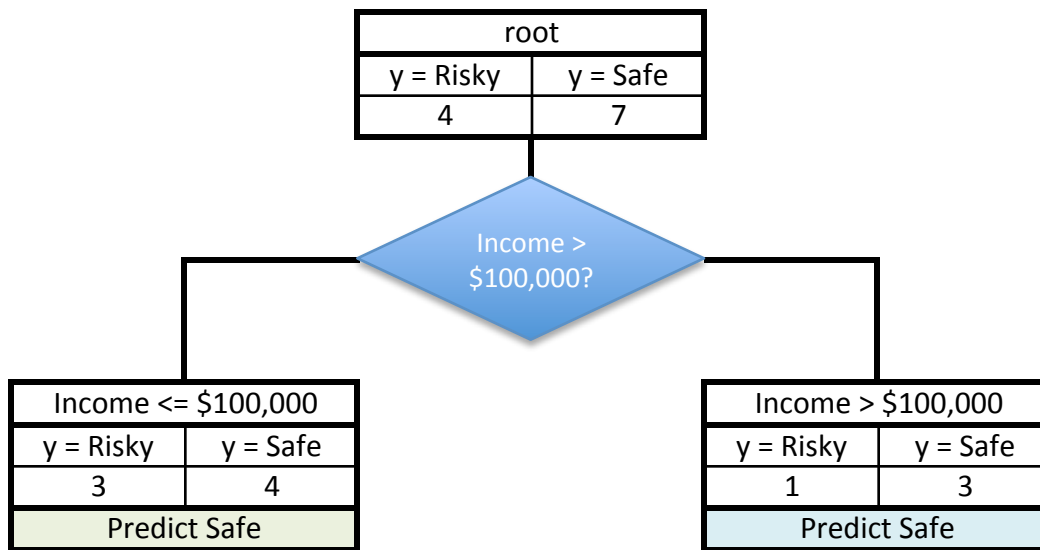 root
y = Risky y = Safe
4 7
Income >
$100,000?
Income <= $100,000
y = Risky y = Safe
3 4
Predict Safe
Income > $100,000
y = Risky y = Safe
1 3
Predict Safe